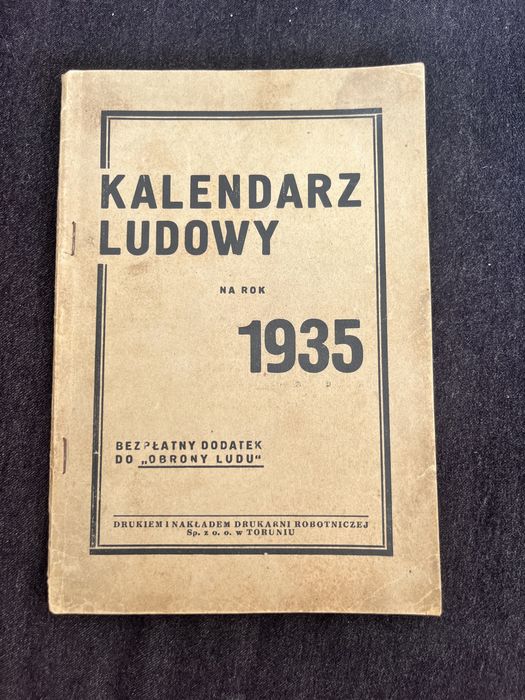 KALENDARZ
LUDOWY
NA ROK
1935
BEZPŁATNY DODATEK
DO „OBRONY LUDU“
DRUKIEM I NAKŁADEM DRUKARNI ROBOTNICZEJ
Sp. z o. o. w TORUNIU